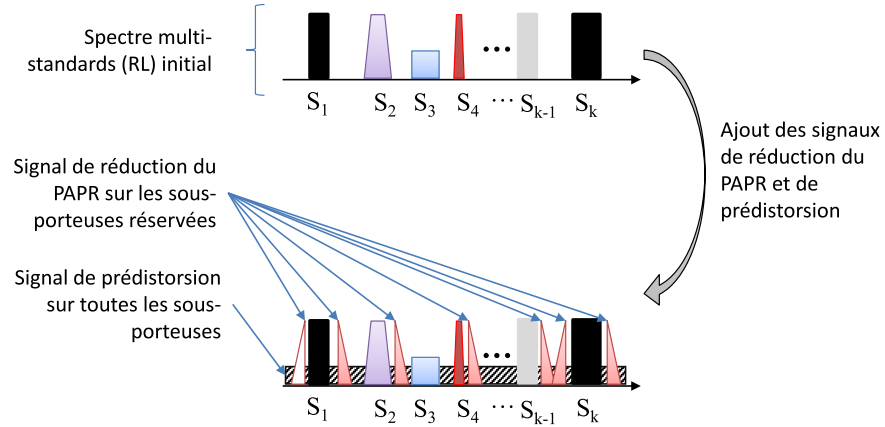 Spectre multi-
standards (RL) initial
S1 S2 S3 S4 ... Sk-1 Sk
Ajout des signaux
de réduction du
PAPR et de
prédistorsion
Signal de réduction du
PAPR sur les sous-
porteuses réservées
Signal de prédistorsion
sur toutes les sous-
porteuses
S1 S2 S3 S4 ... Sk-1 Sk